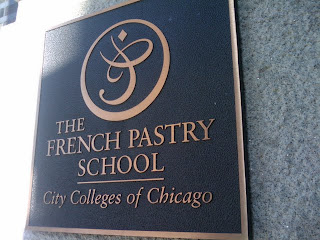 THE
FRENCH PASTRY
SCHOOL
City Colleges of Chicago